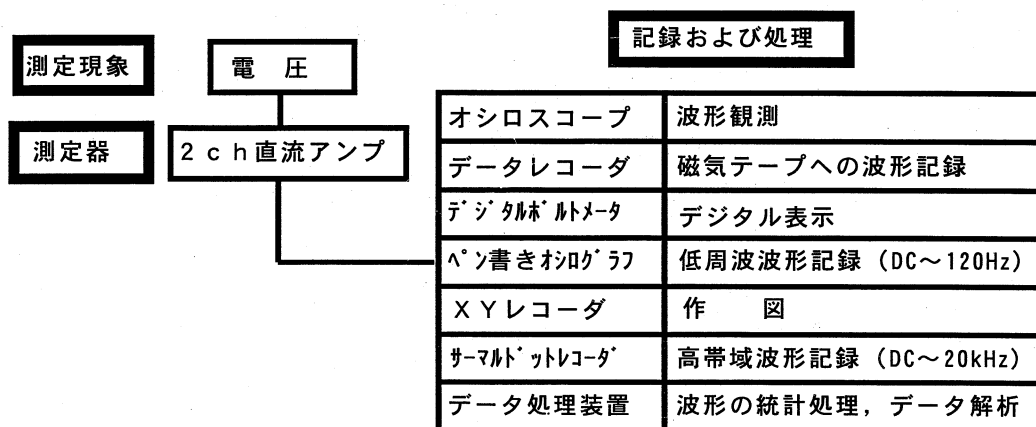 記録および処理
測定現象
電 圧
測定器
2ch直流アンプ
オシロスコープ 波形観測
データレコーダ 磁気テープへの波形記録
ﾃﾞｼﾞﾀﾙﾎﾞﾙﾄﾒｰﾀ デジタル表示
ﾍﾟﾝ書きｵｼﾛｸﾞﾗﾌ 低周波波形記録（DC～120Hz）
ＸＹレコーダ 作 図
ｻｰﾏﾙﾄﾞｯﾄﾚｺｰﾀﾞ 高帯域波形記録（DC～20kHz）
データ処理装置 波形の統計処理，データ解析